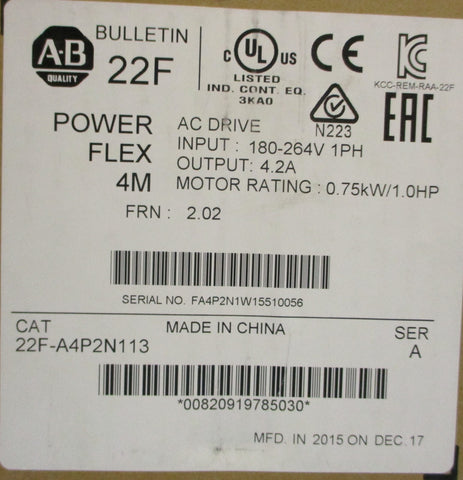 A-B
QUALITY
BULLETIN
22F
C UL US
LISTED
IND. CONT. EQ.
3KA0
CE
KC
KCC-REM-RAA-22F
N223
EAC
POWER
FLEX
4M
AC DRIVE
INPUT : 180-264V 1PH
OUTPUT: 4.2A
MOTOR RATING : 0.75kW/1.0HP
FRN : 2.02
SERIAL NO. FA4P2N1W15510056
CAT
22F-A4P2N113
MADE IN CHINA
SER
A
*00820919785030*
MFD. IN 2015 ON DEC. 17